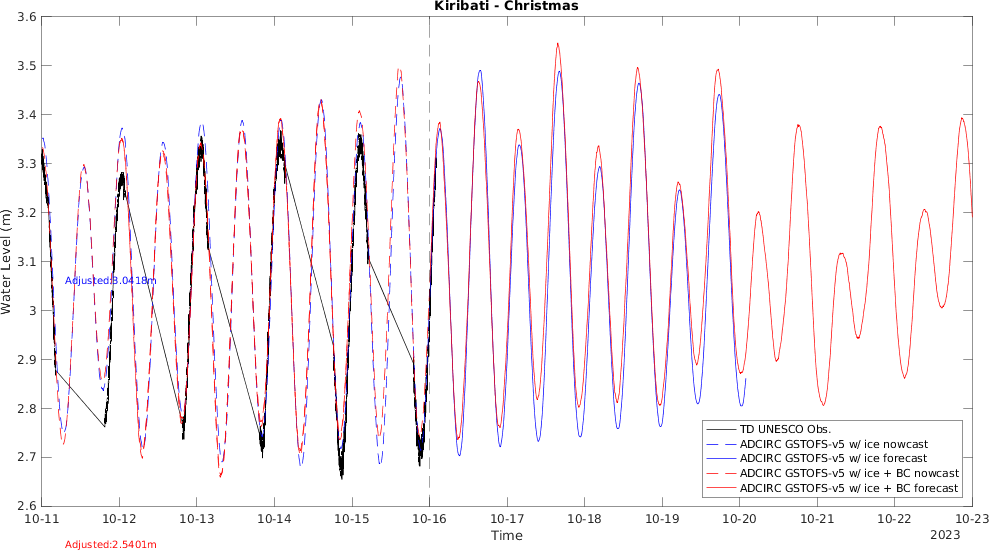 Kiribati - Christmas
3.6
3.5
3.4
3.3
3.2
3.1
3
2.9
2.8
2.7
2.6
Water Level (m)
Adjusted:3.0418m
TD UNESCO Obs.
ADCIRC GSTOFS-v5 w/ ice nowcast
ADCIRC GSTOFS-v5 w/ ice forecast
ADCIRC GSTOFS-v5 w/ ice + BC nowcast
ADCIRC GSTOFS-v5 w/ ice + BC forecast
10-11 10-12 10-13 10-14 10-15 10-16 10-17 10-18 10-19 10-20 10-21 10-22 10-23
Time
2023
Adjusted:2.5401m